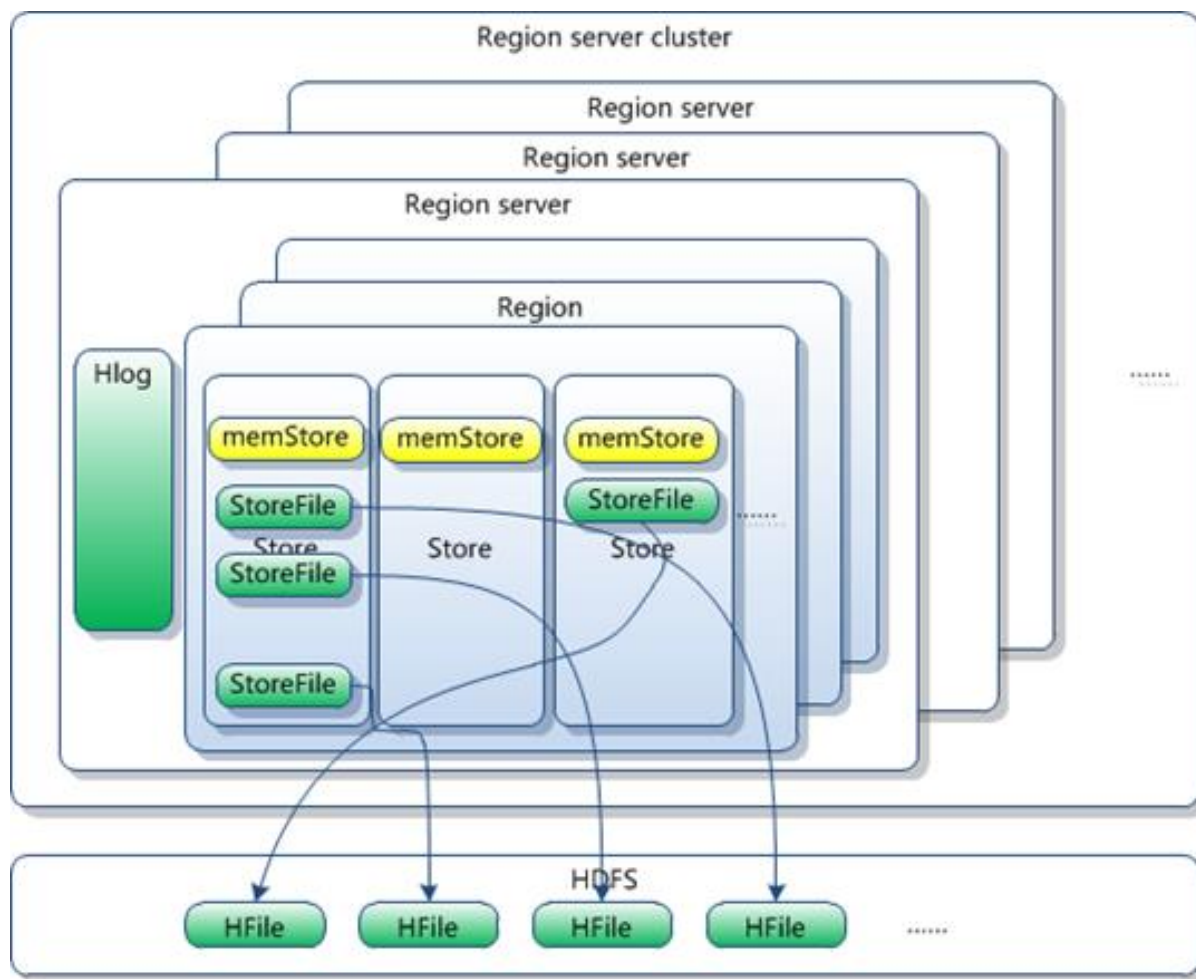 Region server cluster
Region server
Region server
Region server
Region
Hlog
memStore
memStore
memStore
StoreFile
StoreFile
......
Store
Store
Store
StoreFile
StoreFile
......
HDFS
HFile
HFile
HFile
HFile
......